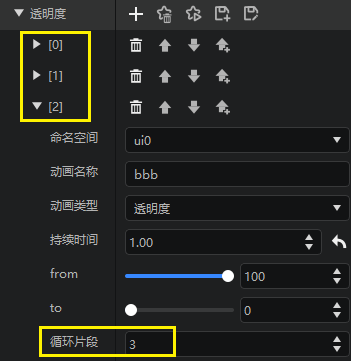 透明度
[0]
[1]
[2]
命名空间 ui0
动画名称 bbb
动画类型 透明度
持续时间 1.00
from 100
to 0
循环片段 3